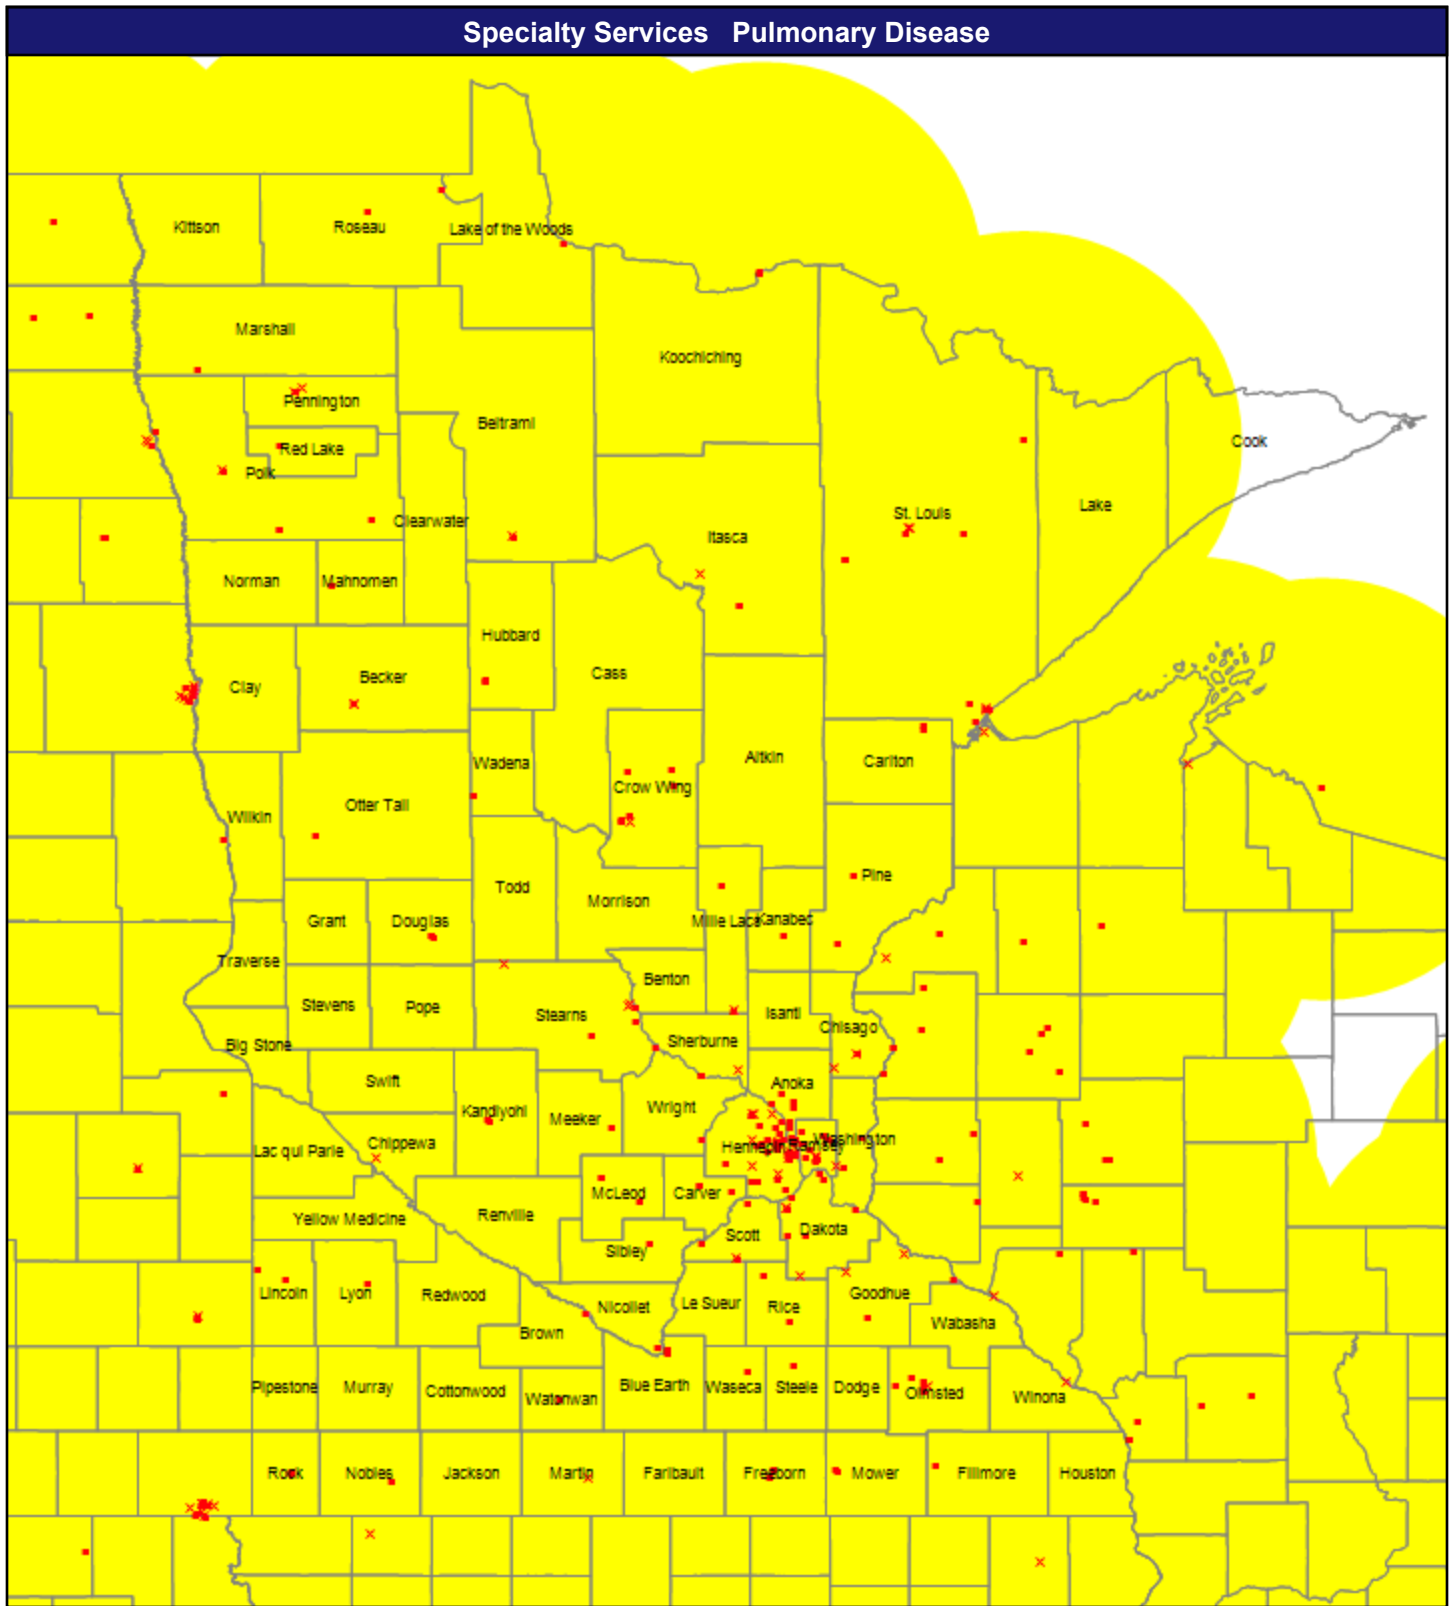 Specialty Services Pulmonary Disease
Kittson
Roseau
Lake of the Woods
Marshall
Koochiching
Pennington
Beltrami
Red Lake
Polk
Cook
Clearwater
St. Louis
Lake
Itasca
Norman
Mahnomen
Hubbard
Cass
Clay
Becker
Wadena
Crow Wing
Aitkin
Carlton
Wilkin
Otter Tail
Todd
Morrison
Pine
Grant
Douglas
Mille Lacs
Kanabec
Traverse
Benton
Stevens
Pope
Stearns
Isanti
Chisago
Big Stone
Sherburne
Swift
Anoka
Kandiyohi
Meeker
Wright
Lac qui Parle
Chippewa
Hennepin
Ramsey
Washington
McLeod
Carver
Yellow Medicine
Renville
Scott
Dakota
Sibley
Lincoln
Lyon
Redwood
Nicollet
Le Sueur
Rice
Goodhue
Brown
Wabasha
Pipestone
Murray
Cottonwood
Watonwan
Blue Earth
Waseca
Steele
Dodge
Olmsted
Winona
Rock
Nobles
Jackson
Martin
Faribault
Freeborn
Mower
Fillmore
Houston